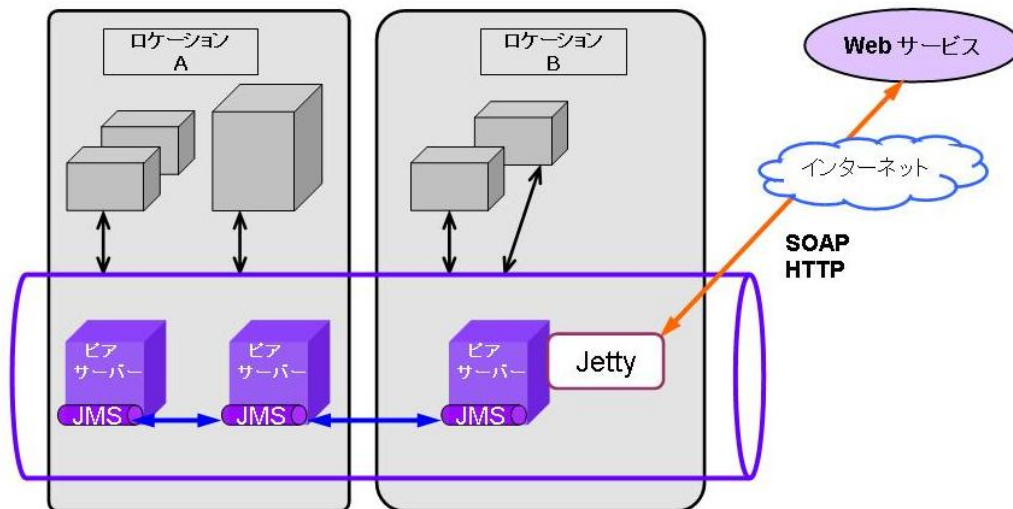 ロケーション
A
ロケーション
B
Web サービス
インターネット
SOAP
HTTP
ピア
サーバー
JMS
ピア
サーバー
JMS
ピア
サーバー
JMS
Jetty